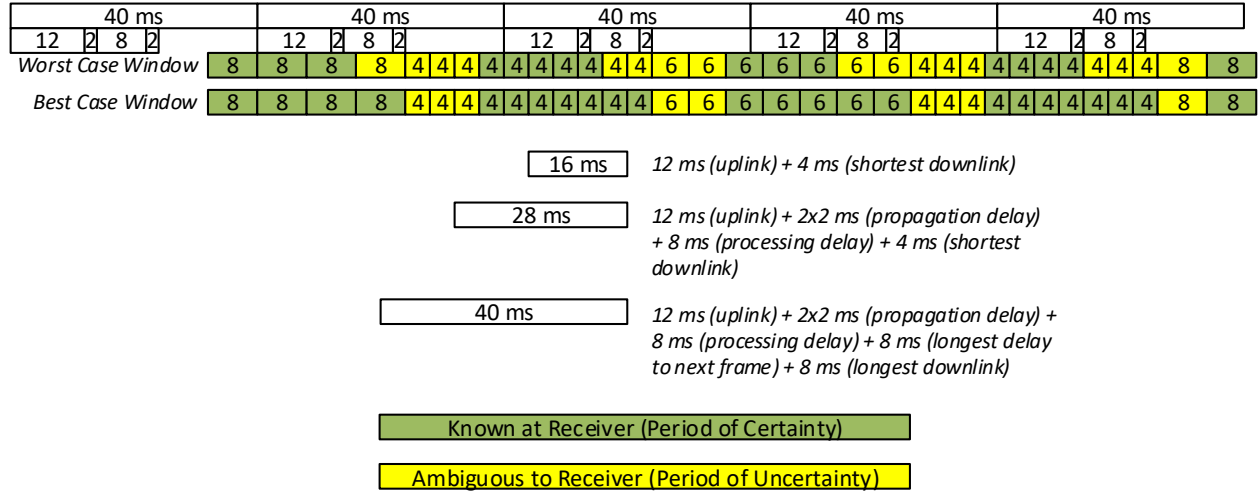 40 ms 40 ms 40 ms 40 ms 40 ms
12 2 8 2 12 2 8 2 12 2 8 2 12 2 8 2 12 2 8 2
Worst Case Window 8 8 8 8 4 4 4 4 4 4 4 4 4 4 6 6 6 6 6 6 6 4 4 4 4 4 4 4 4 4 4 8 8
Best Case Window 8 8 8 8 4 4 4 4 4 4 4 4 4 4 6 6 6 6 6 6 6 4 4 4 4 4 4 4 4 4 4 8 8
16 ms 12 ms (uplink) + 4 ms (shortest downlink)
28 ms 12 ms (uplink) + 2x2 ms (propagation delay)
+ 8 ms (processing delay) + 4 ms (shortest
downlink)
40 ms 12 ms (uplink) + 2x2 ms (propagation delay) +
8 ms (processing delay) + 8 ms (longest delay
to next frame) + 8 ms (longest downlink)
Known at Receiver (Period of Certainty)
Ambiguous to Receiver (Period of Uncertainty)